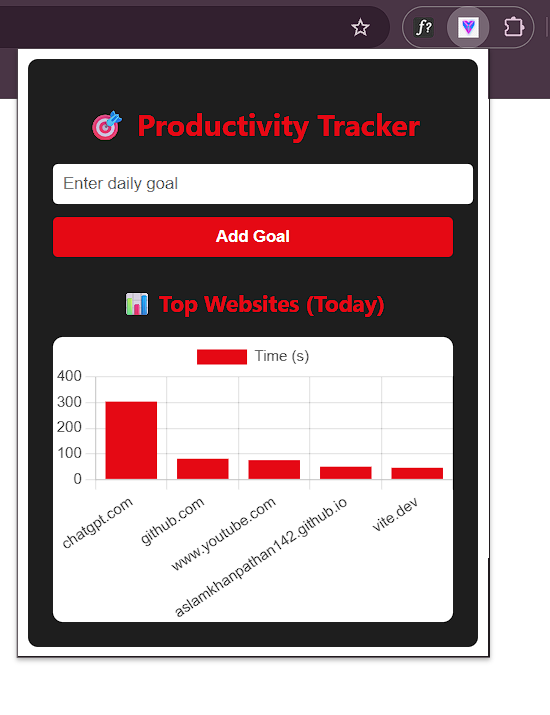 f?
🎯 Productivity Tracker
Enter daily goal
Add Goal
📊 Top Websites (Today)
Time (s)
400
300
200
100
0
chatgpt.com
github.com
www.youtube.com
aslamkhanpathan142.github.io
vite.dev